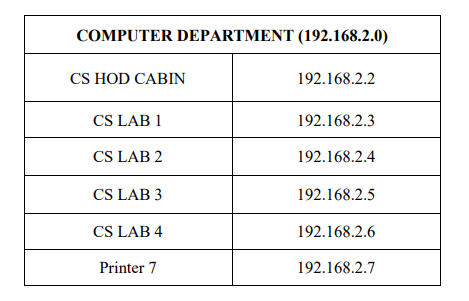 COMPUTER DEPARTMENT (192.168.2.0)
CS HOD CABIN 192.168.2.2
CS LAB 1 192.168.2.3
CS LAB 2 192.168.2.4
CS LAB 3 192.168.2.5
CS LAB 4 192.168.2.6
Printer 7 192.168.2.7